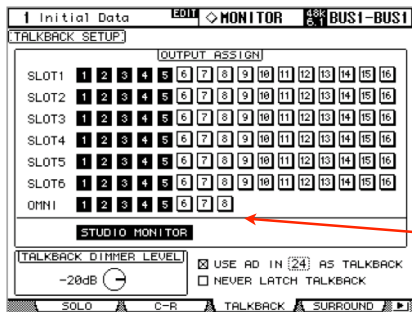 1 Initial Data EDIT ◇MONITOR 48K 6.1 BUS1-BUS1
TALKBACK SETUP
OUTPUT ASSIGN
SLOT1 1 2 3 4 5 6 7 8 9 10 11 12 13 14 15 16
SLOT2 1 2 3 4 5 6 7 8 9 10 11 12 13 14 15 16
SLOT3 1 2 3 4 5 6 7 8 9 10 11 12 13 14 15 16
SLOT4 1 2 3 4 5 6 7 8 9 10 11 12 13 14 15 16
SLOT5 1 2 3 4 5 6 7 8 9 10 11 12 13 14 15 16
SLOT6 1 2 3 4 5 6 7 8 9 10 11 12 13 14 15 16
OMNI 1 2 3 4 5 6 7 8
STUDIO MONITOR
TALKBACK DIMMER LEVEL
-20dB
USE AD IN 24 AS TALKBACK
NEVER LATCH TALKBACK
SOLO C-R TALKBACK SURROUND